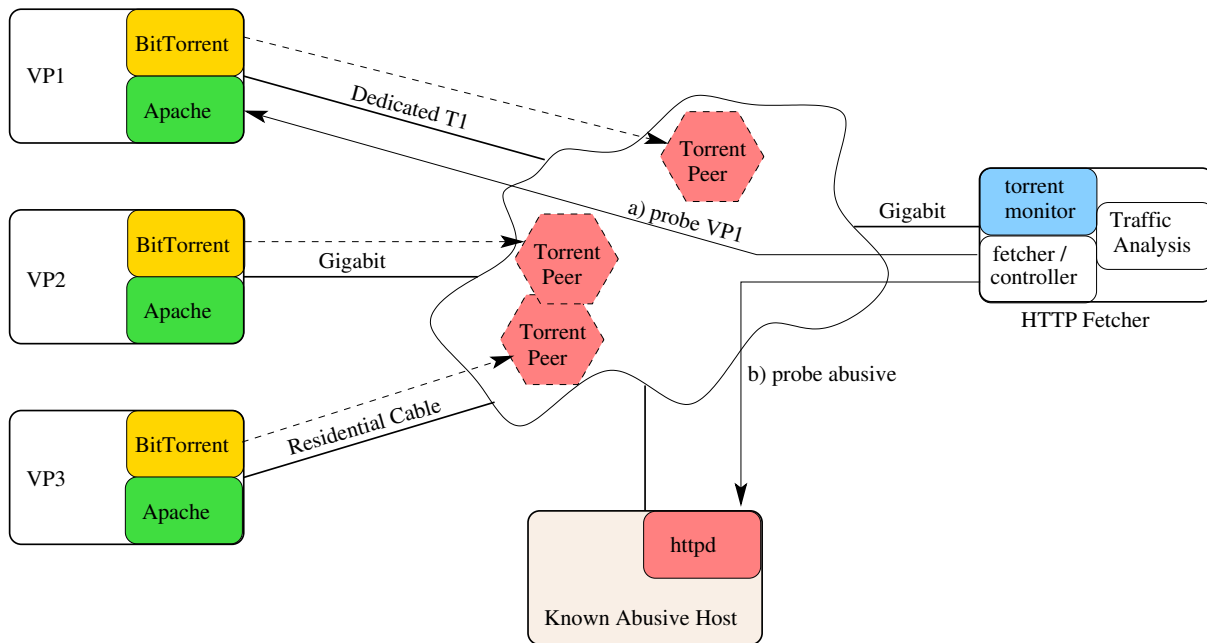 BitTorrent
VP1
Apache
Dedicated T1
Torrent
Peer
a) probe VP1
Gigabit
torrent
monitor
Traffic
Analysis
fetcher /
controller
HTTP Fetcher
BitTorrent
VP2
Apache
Gigabit
Torrent
Peer
Torrent
Peer
b) probe abusive
BitTorrent
VP3
Apache
Residential Cable
httpd
Known Abusive Host